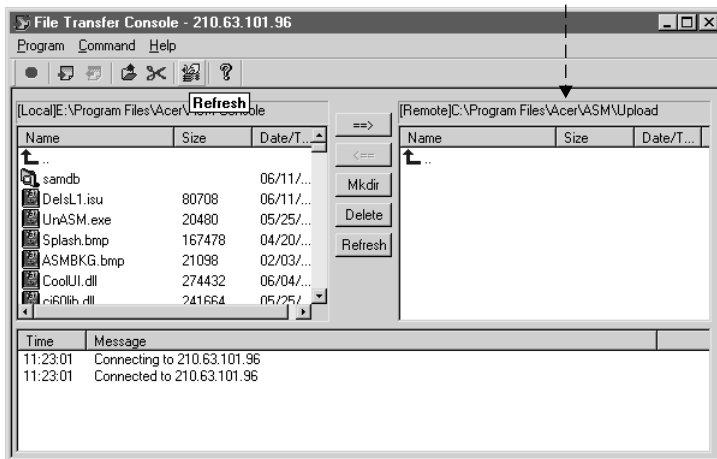 File Transfer Console - 210.63.101.96
Program Command Help
Refresh
[Local]E:\Program Files\Acer\ASM Console
Name Size Date/T...
..
samdb 06/11/...
DelsL1.isu 80708 06/11/...
UnASM.exe 20480 05/25/...
Splash.bmp 167478 04/20/...
ASMBKG.bmp 21098 02/03/...
CoolUI.dll 274432 06/04/...
ci60lib.dll 241664 05/25/...
==>
<==
Mkdir
Delete
Refresh
[Remote]C:\Program Files\Acer\ASM\Upload
Name Size Date/T...
..
Time Message
11:23:01 Connecting to 210.63.101.96
11:23:01 Connected to 210.63.101.96